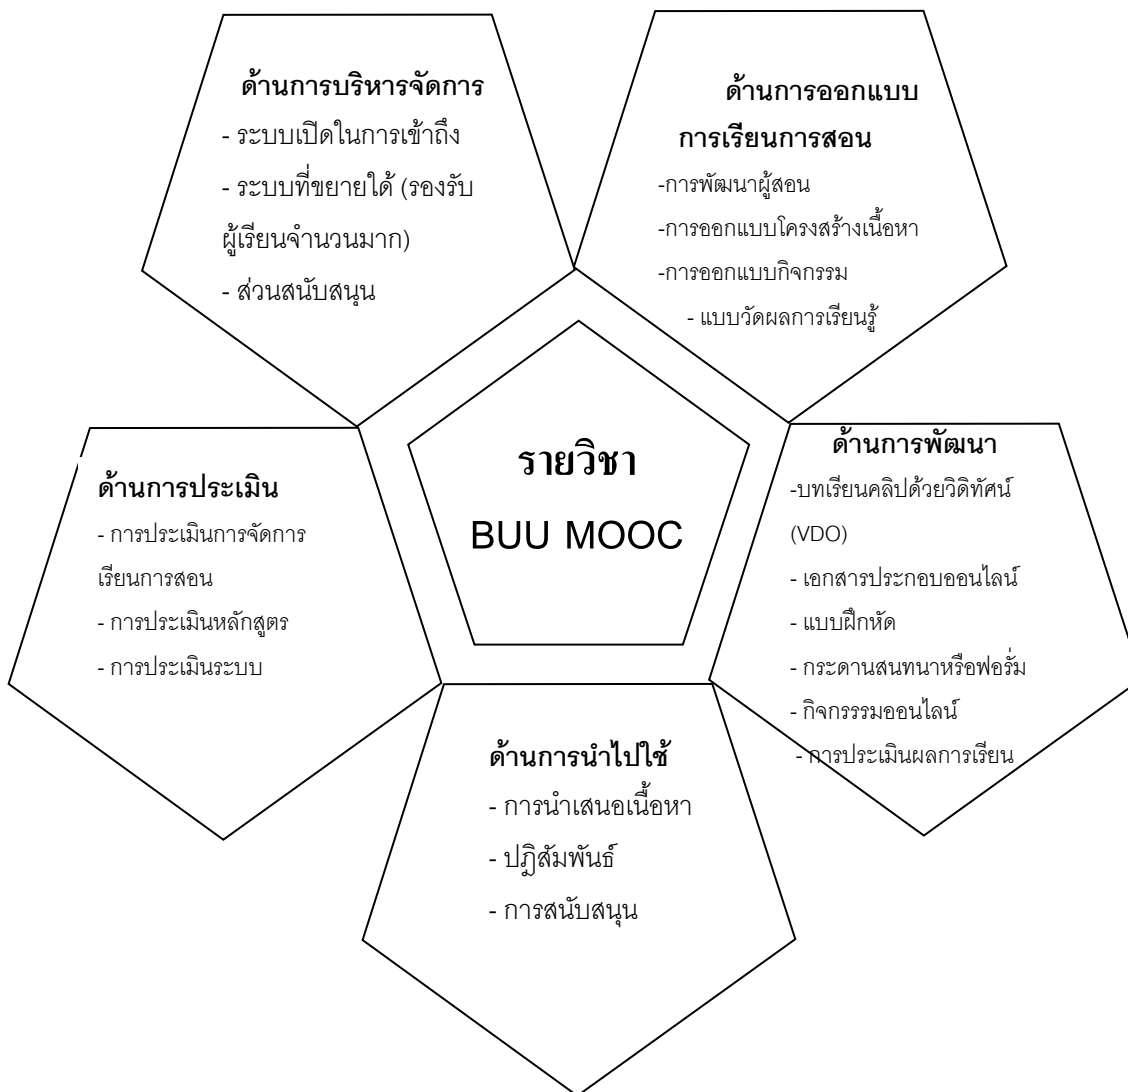 ด้านการบริหารจัดการ
- ระบบเปิดในการเข้าถึง
- ระบบที่ขยายใด้ (รองรับ
ผู้เรียนจำนวนมาก)
- ส่วนสนับสนุน
ด้านการออกแบบ
การเรียนการสอน
-การพัฒนาผู้สอน
-การออกแบบโครงสร้างเนื้อหา
-การออกแบบกิจกรรม
- แบบวัดผลการเรียนรู้
รายวิชา
BUU MOOC
ด้านการพัฒนา
-บทเรียนคลิปด้วยวิดิทัศน์
(VDO)
- เอกสารประกอบออนไลน์
- แบบฝึกหัด
- กระดานสนทนาหรือฟอรั่ม
- กิจกรรรมออนไลน์
- การประเมินผลการเรียน
ด้านการประเมิน
- การประเมินการจัดการ
เรียนการสอน
- การประเมินหลักสูตร
- การประเมินระบบ
ด้านการนำไปใช้
- การนำเสนอเนื้อหา
- ปฎิสัมพันธ์
- การสนับสนุน